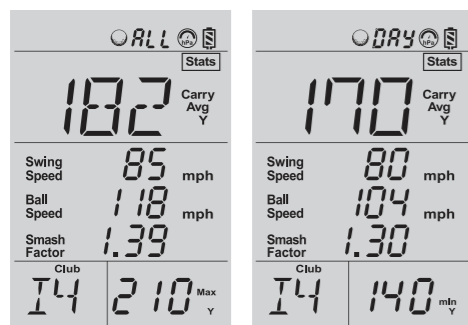 ALL hPa
Stats
182 Carry Avg Y
Swing Speed 85 mph
Ball Speed 118 mph
Smash Factor 1.39
Club
I4 210 Max Y
DAY hPa
Stats
170 Carry Avg Y
Swing Speed 80 mph
Ball Speed 104 mph
Smash Factor 1.30
Club
I4 140 mIn Y